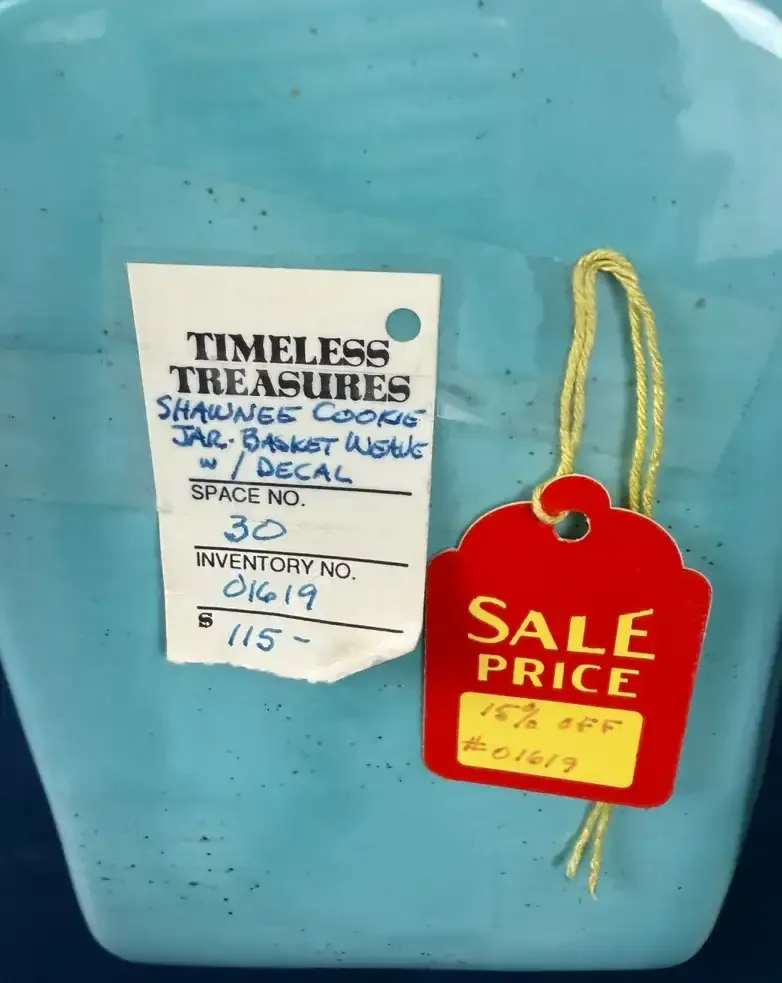 TIMELESS
TREASURES
SHAWNEE COOKIE
JAR. BASKET WEAVE
w/ DECAL
SPACE NO.
30
INVENTORY NO.
01619
$ 115-
SALE
PRICE
15% OFF
#01619